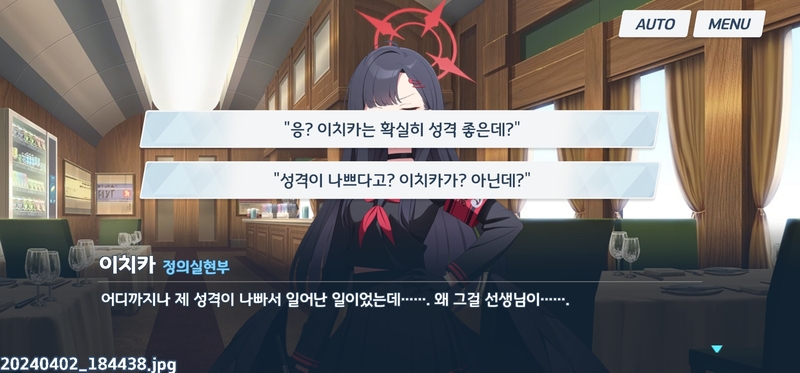 AUTO
MENU
"응? 이치카는 확실히 성격 좋은데?"
"성격이 나쁘다고? 이치카가? 아닌데?"
이치카 정의실현부
어디까지나 제 성격이 나빠서 일어난 일이었는데……. 왜 그걸 선생님이…….
20240402_184438.jpg